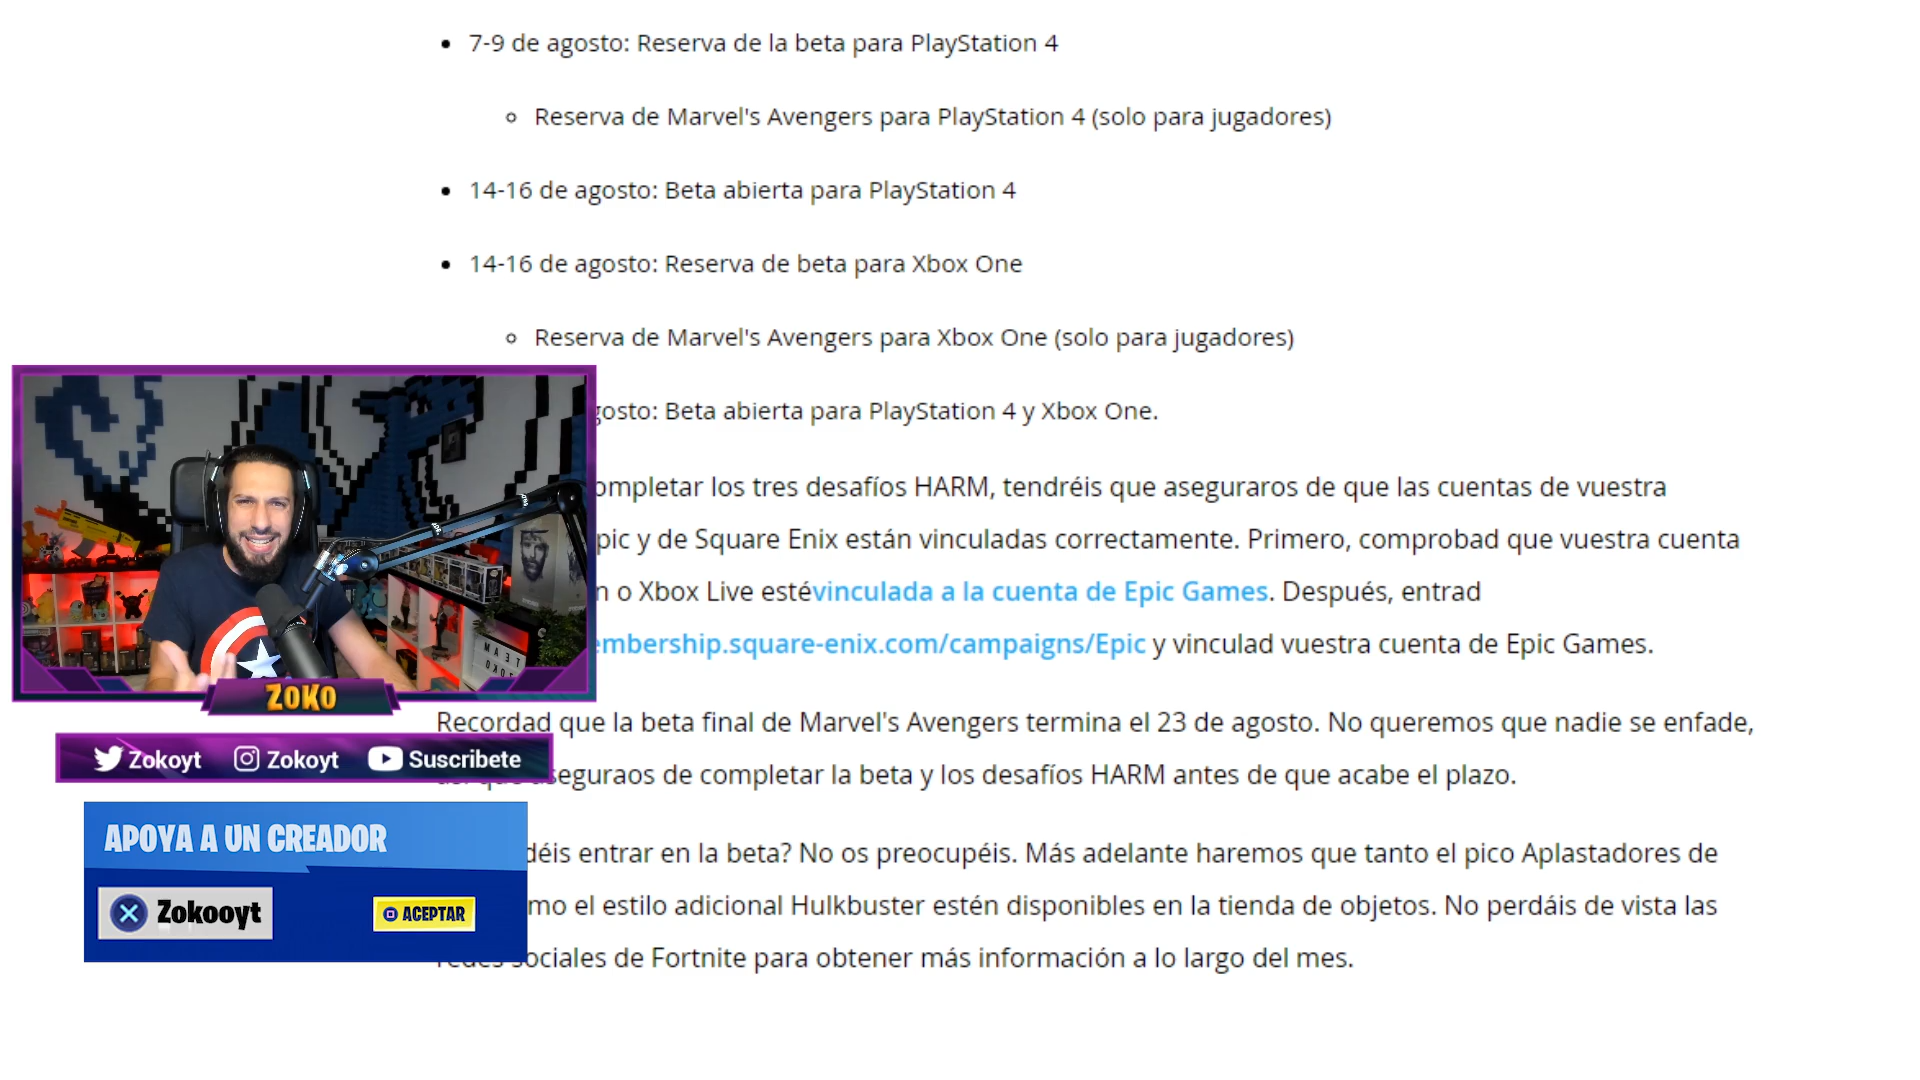 7-9 de agosto: Reserva de la beta para PlayStation 4
Reserva de Marvel's Avengers para PlayStation 4 (solo para jugadores)
14-16 de agosto: Beta abierta para PlayStation 4
14-16 de agosto: Reserva de beta para Xbox One
Reserva de Marvel's Avengers para Xbox One (solo para jugadores)
gosto: Beta abierta para PlayStation 4 y Xbox One.
ompletar los tres desafíos HARM, tendréis que aseguraros de que las cuentas de vuestra
pic y de Square Enix están vinculadas correctamente. Primero, comprobad que vuestra cuenta
n o Xbox Live estévinculada a la cuenta de Epic Games. Después, entrad
embership.square-enix.com/campaigns/Epic y vinculad vuestra cuenta de Epic Games.
TEAM
ZOKO
ZOKO
Recordad que la beta final de Marvel's Avengers termina el 23 de agosto. No queremos que nadie se enfade,
Zokoyt Zokoyt Suscribete
seguraos de completar la beta y los desafíos HARM antes de que acabe el plazo.
APOYA A UN CREADOR
Zokooyt ACEPTAR
déis entrar en la beta? No os preocupéis. Más adelante haremos que tanto el pico Aplastadores de
mo el estilo adicional Hulkbuster estén disponibles en la tienda de objetos. No perdáis de vista las
redes sociales de Fortnite para obtener más información a lo largo del mes.